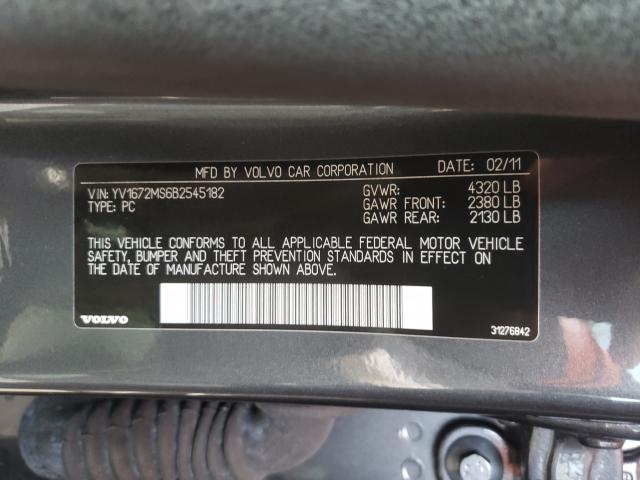 MFD BY VOLVO CAR CORPORATION DATE: 02/11
VIN: YV1672MS6B2545182 GVWR: 4320 LB
TYPE: PC GAWR FRONT: 2380 LB
GAWR REAR: 2130 LB
THIS VEHICLE CONFORMS TO ALL APPLICABLE FEDERAL MOTOR VEHICLE
SAFETY, BUMPER AND THEFT PREVENTION STANDARDS IN EFFECT ON
THE DATE OF MANUFACTURE SHOWN ABOVE.
VOLVO 31276842